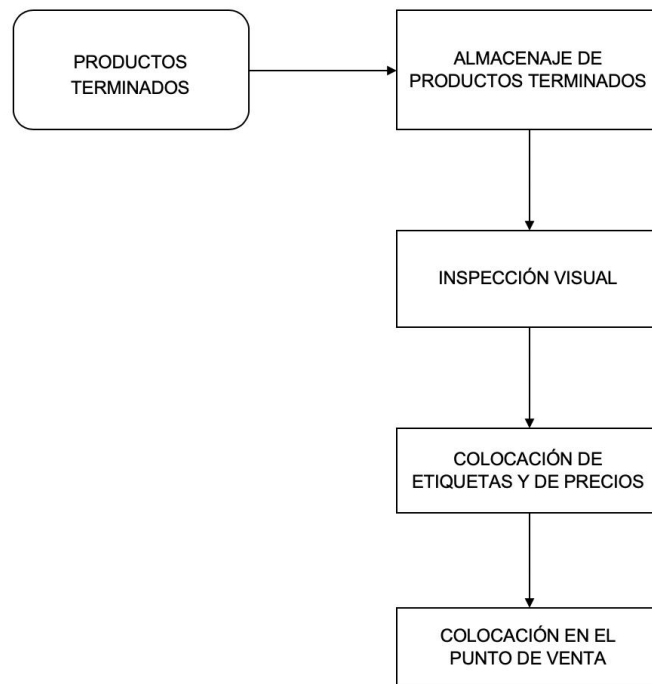 PRODUCTOS
TERMINADOS
ALMACENAJE DE
PRODUCTOS TERMINADOS
INSPECCIÓN VISUAL
COLOCACIÓN DE
ETIQUETAS Y DE PRECIOS
COLOCACIÓN EN EL
PUNTO DE VENTA